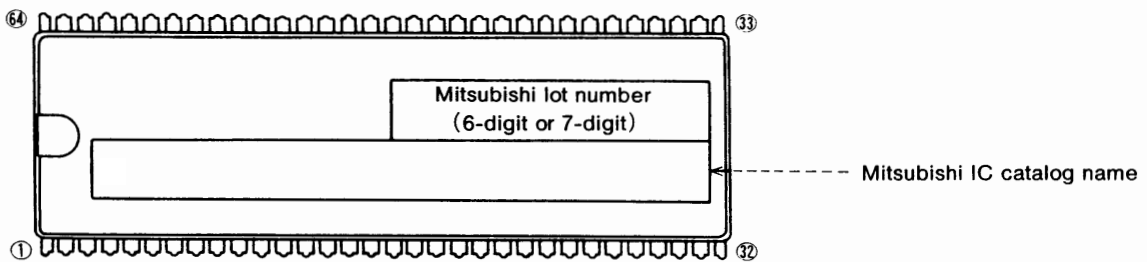 64
33
Mitsubishi lot number
(6-digit or 7-digit)
Mitsubishi IC catalog name
1
32